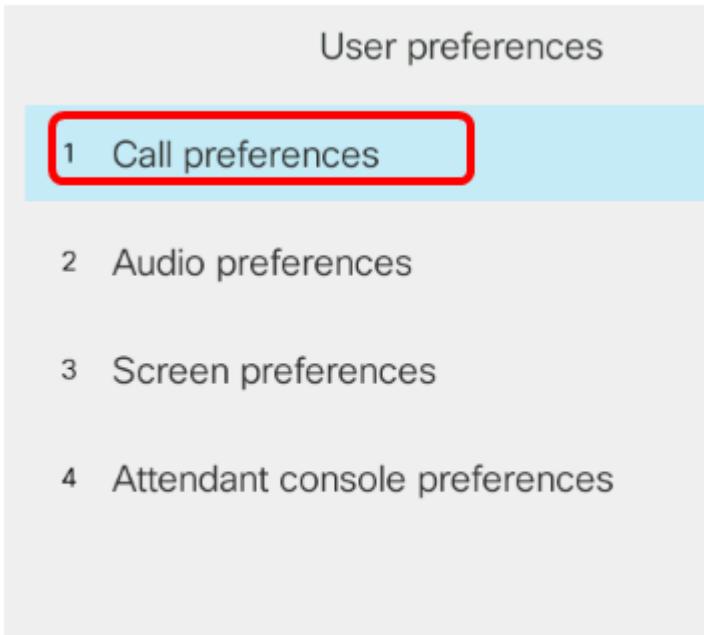 User preferences
1 Call preferences
2 Audio preferences
3 Screen preferences
4 Attendant console preferences